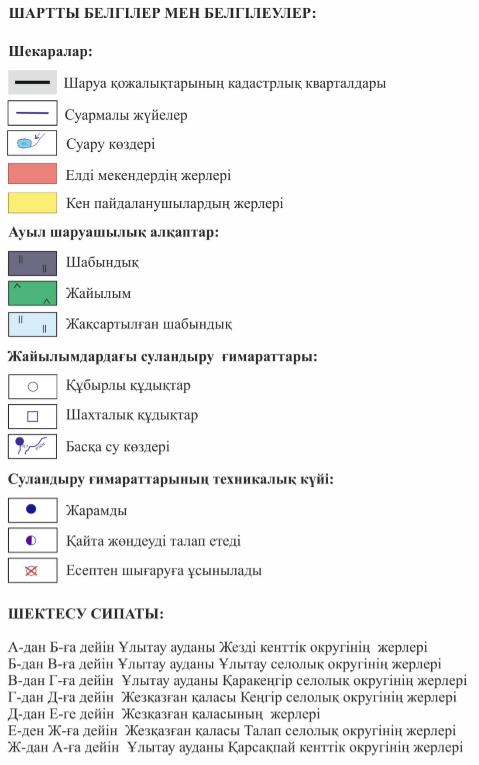 ШАРТТЫ БЕЛГІЛЕР МЕН БЕЛГІЛЕУЛЕР:
Шекаралар:
Шаруа қожалықтарының кадастрлық кварталдары
Суармалы жүйелер
Суару көздері
Елді мекендердің жерлері
Кен пайдаланушылардың жерлері
Ауыл шаруашылық алқаптар:
Шабындық
Жайылым
Жақсартылған шабындық
Жайылымдардағы суландыру ғимараттары:
Құбырлы құдықтар
Шахталық құдықтар
Басқа су көздері
Суландыру ғимараттарының техникалық күйі:
Жарамды
Қайта жөндеуді талап етеді
Есептен шығаруға ұсынылады
ШЕКТЕСУ СИПАТЫ:
А-дан Б-ға дейін Ұлытау ауданы Жезді кенттік округінің жерлері
Б-дан В-ға дейін Ұлытау ауданы Ұлытау селолық округінің жерлері
В-дан Г-ға дейін Ұлытау ауданы Қаракеңгір селолық округінің жерлері
Г-дан Д-ға дейін Жезқазған қаласы Кеңгір селолық округінің жерлері
Д-дан Е-ге дейін Жезқазған қаласының жерлері
Е-ден Ж-ға дейін Жезқазған қаласы Талап селолық округінің жерлері
Ж-дан А-ға дейін Ұлытау ауданы Қарсақпай кенттік округінің жерлері